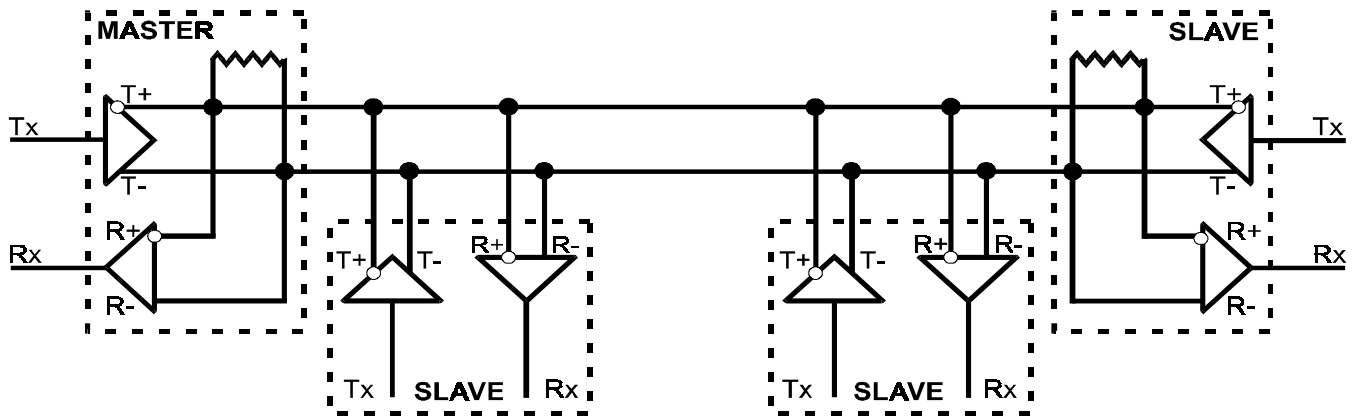 MASTER
SLAVE
T+
T+
Tx
Tx
T-
T-
R+
R+
R+
R-
R+
R-
Rx
Rx
T+
T-
T+
T-
R-
R-
Tx
SLAVE
Rx
Tx
SLAVE
Rx